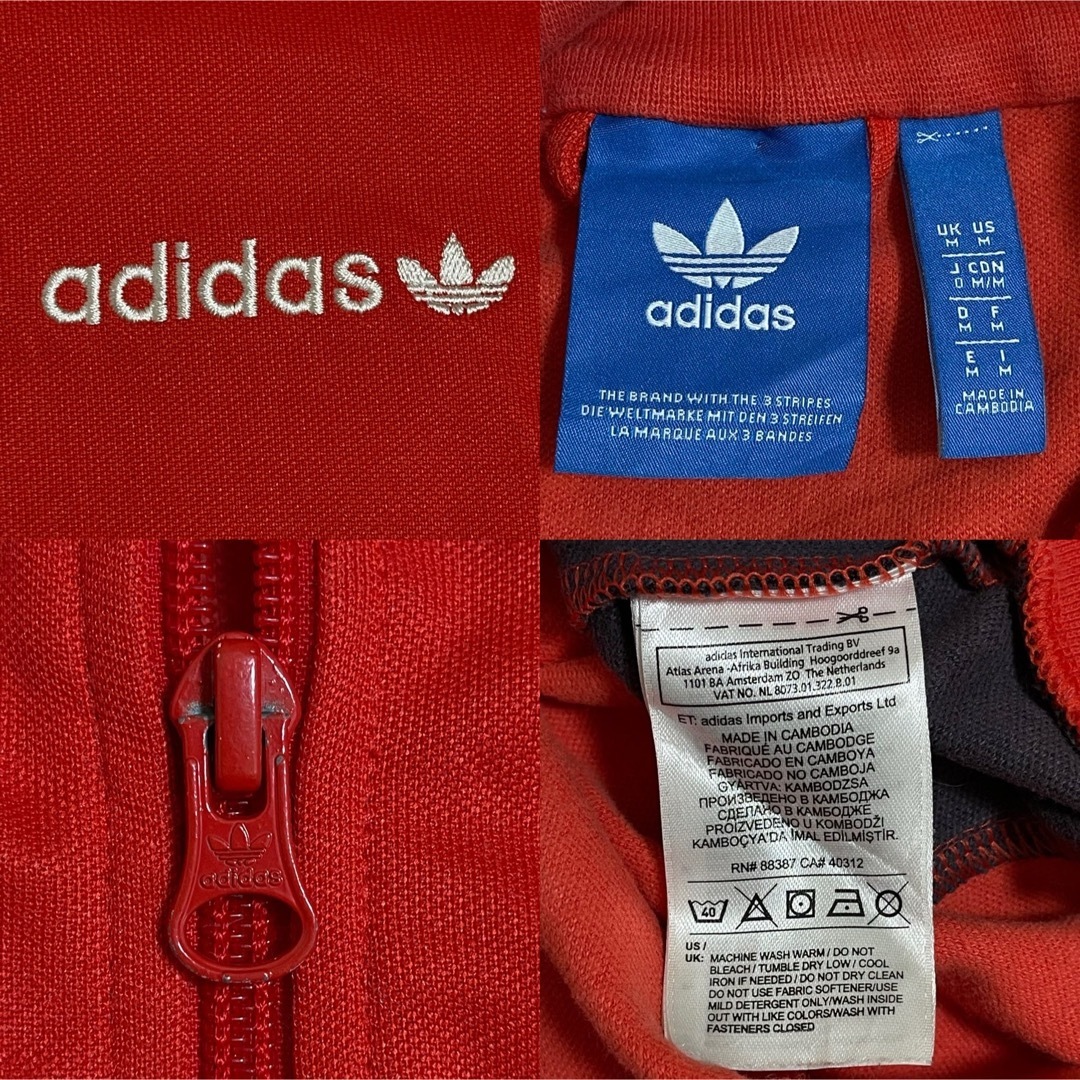 adidas
adidas
THE BRAND WITH THE 3 STRIPES
DIE WELTMARKE MIT DEN 3 STREIFEN
LA MARQUE AUX 3 BANDES
UK US
M M
J CDN
O M/M
D F
M M
E I
M M
MADE IN
CAMBODIA
adidas
adidas International Trading BV
Atlas Arena -Afrika Building Hoogoorddreef 9a
1101 BA Amsterdam ZO The Netherlands
VAT NO. NL 8073.01.322.B.01
ET: adidas Imports and Exports Ltd
MADE IN CAMBODIA
FABRIQUÉ AU CAMBODGE
FABRICADO EN CAMBOYA
FABRICADO NO CAMBOJA
GYÁRTVA: KAMBODZSA
ПРОИЗВЕДЕНО В КАМБОДЖА
СДЕЛАНО В КАМБОДЖЕ
PROIZVEDENO U KOMBODŽI
KAMBOÇYA'DA İMAL EDİLMİŞTİR.
RN# 88387 CA# 40312
40
US /
UK: MACHINE WASH WARM / DO NOT
BLEACH / TUMBLE DRY LOW / COOL
IRON IF NEEDED / DO NOT DRY CLEAN
DO NOT USE FABRIC SOFTENER/USE
MILD DETERGENT ONLY/WASH INSIDE
OUT WITH LIKE COLORS/WASH WITH
FASTENERS CLOSED